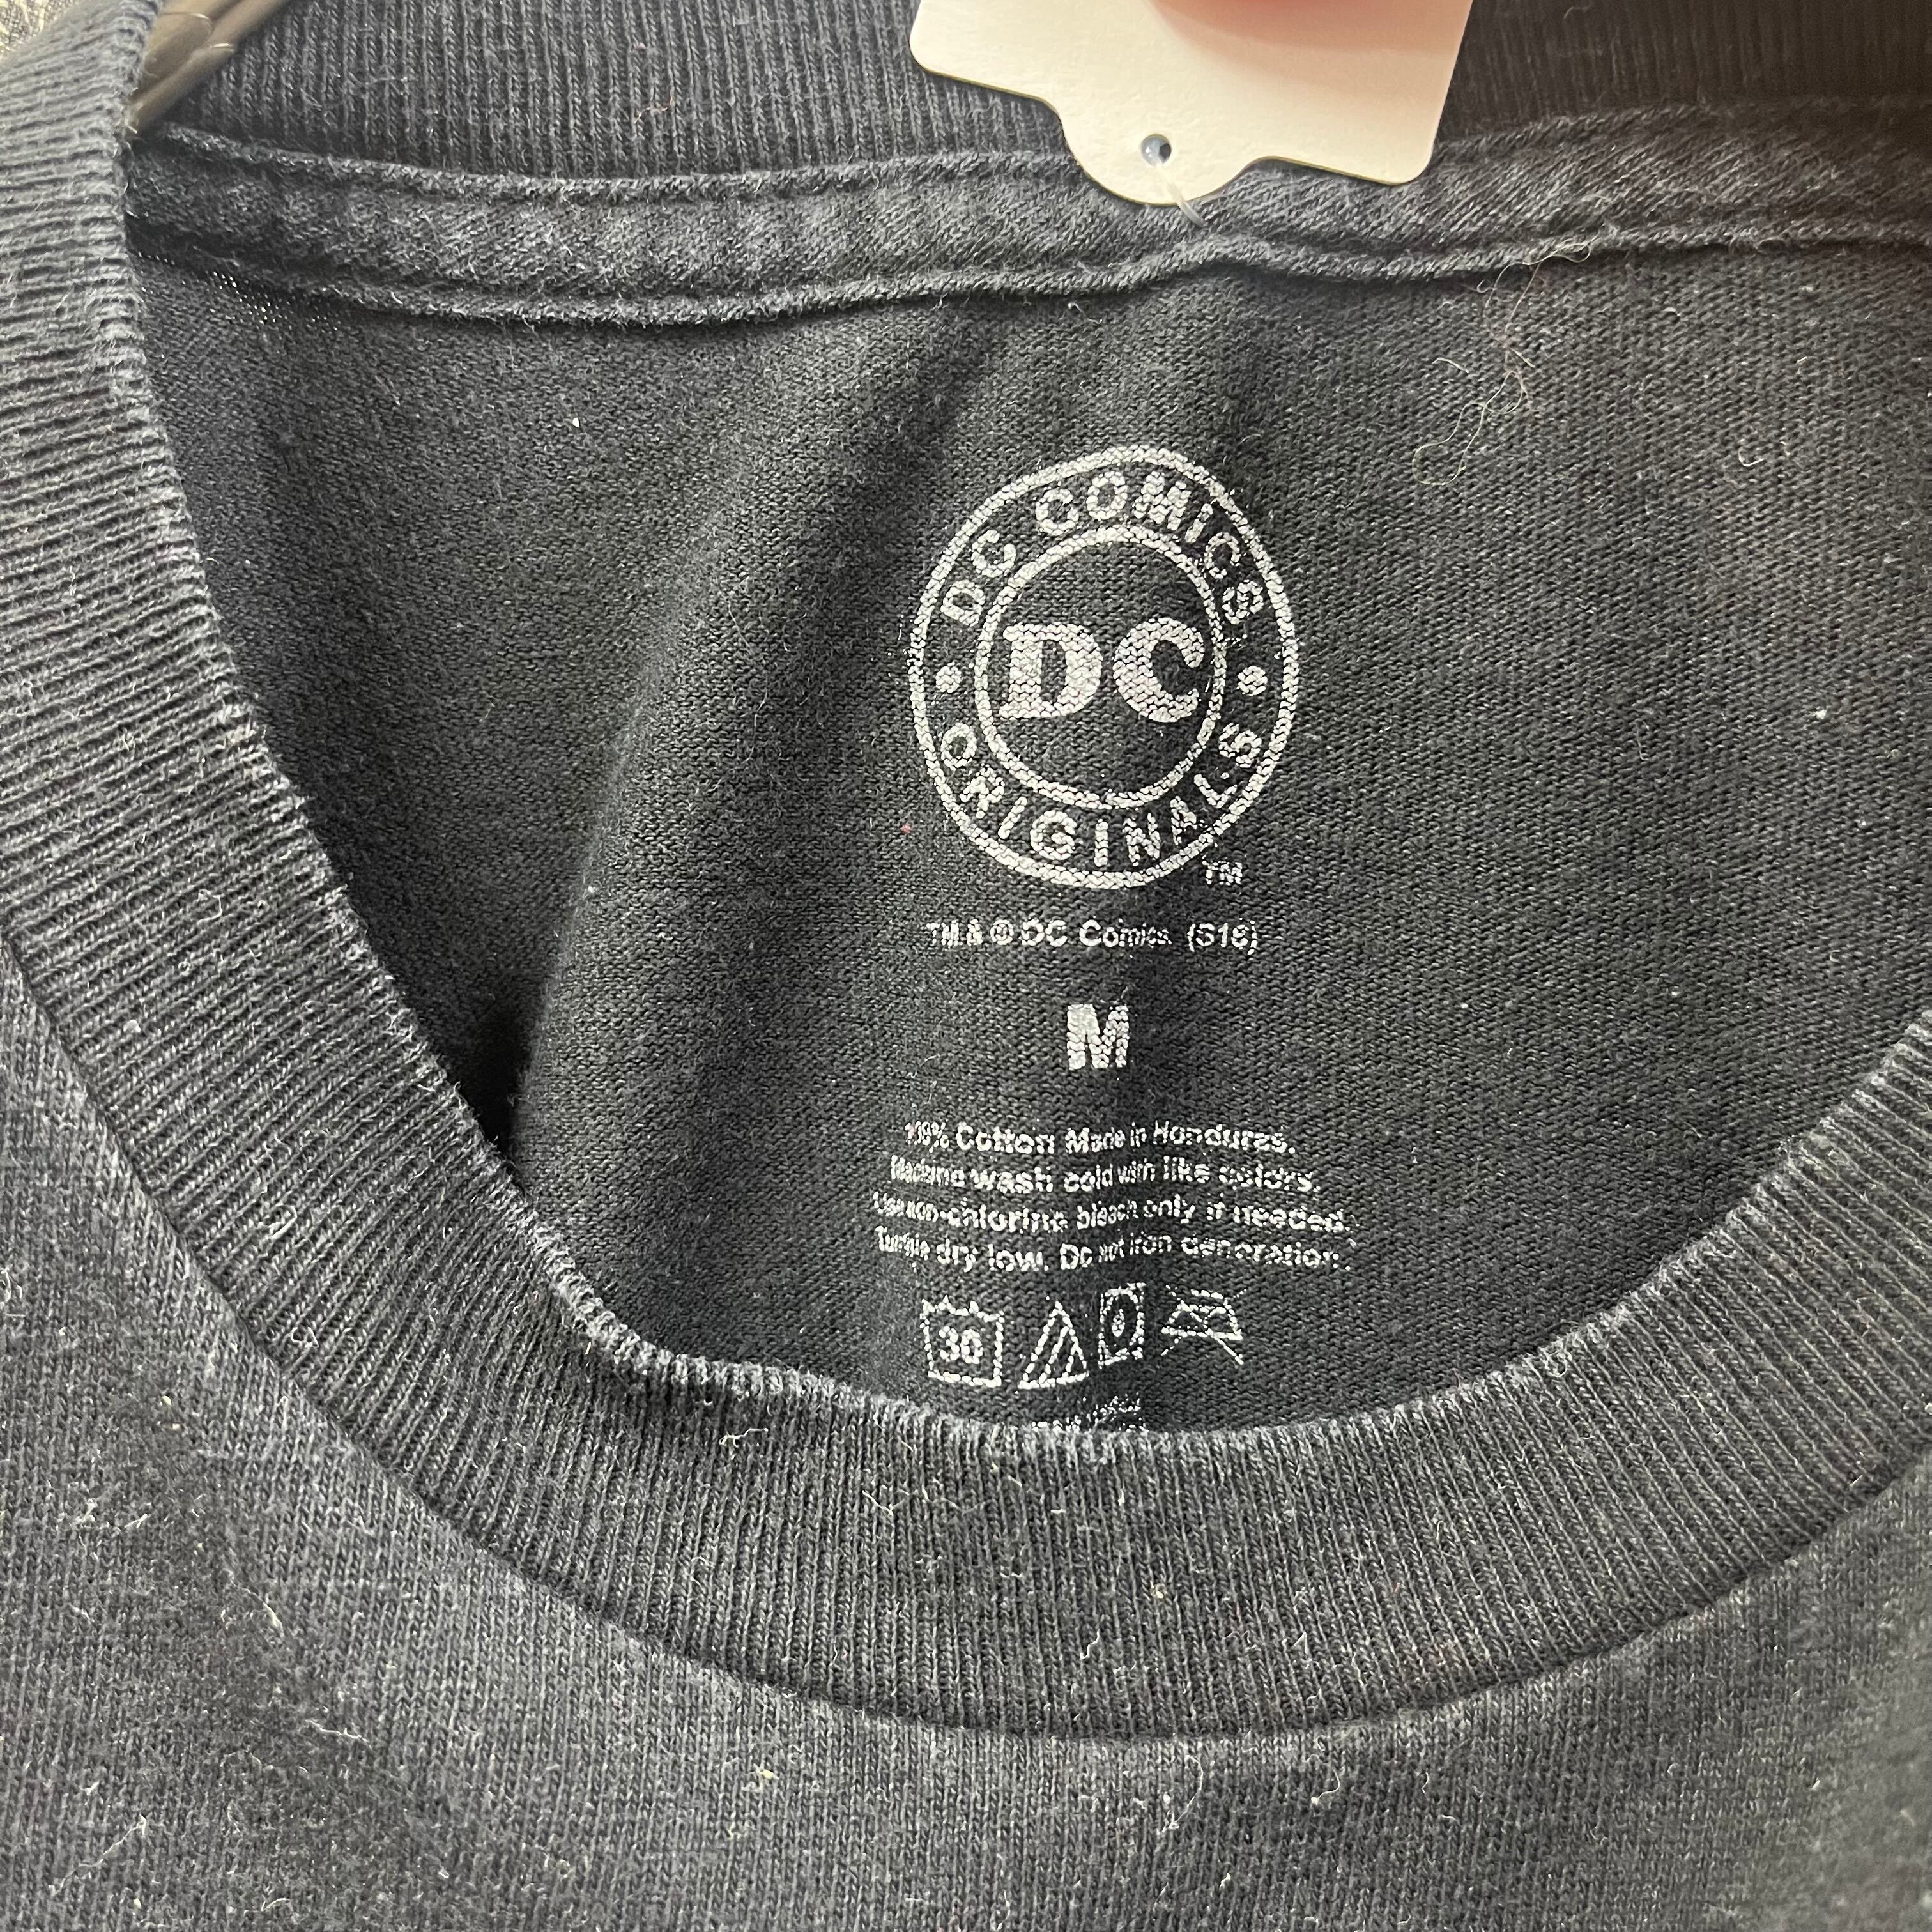 DC COMICS
DC
ORIGINALS
TM
TM & © DC Comics. (S16)
M
100% Cotton Made in Honduras.
Machine wash cold with like colors.
Use non-chlorine bleach only if needed.
Tumble dry low. Do not iron decoration.
30